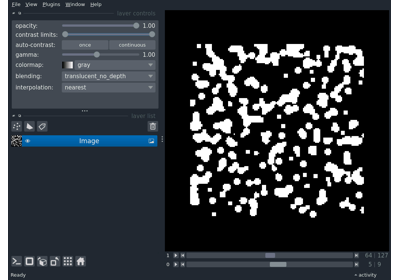 File View Plugins Window Help
layer controls
opacity: 1.00
contrast limits:
auto-contrast: once continuous
gamma: 1.00
colormap: gray
blending: translucent_no_depth
interpolation: nearest
layer list
Image
1 64 127
0 5 9
Ready activity